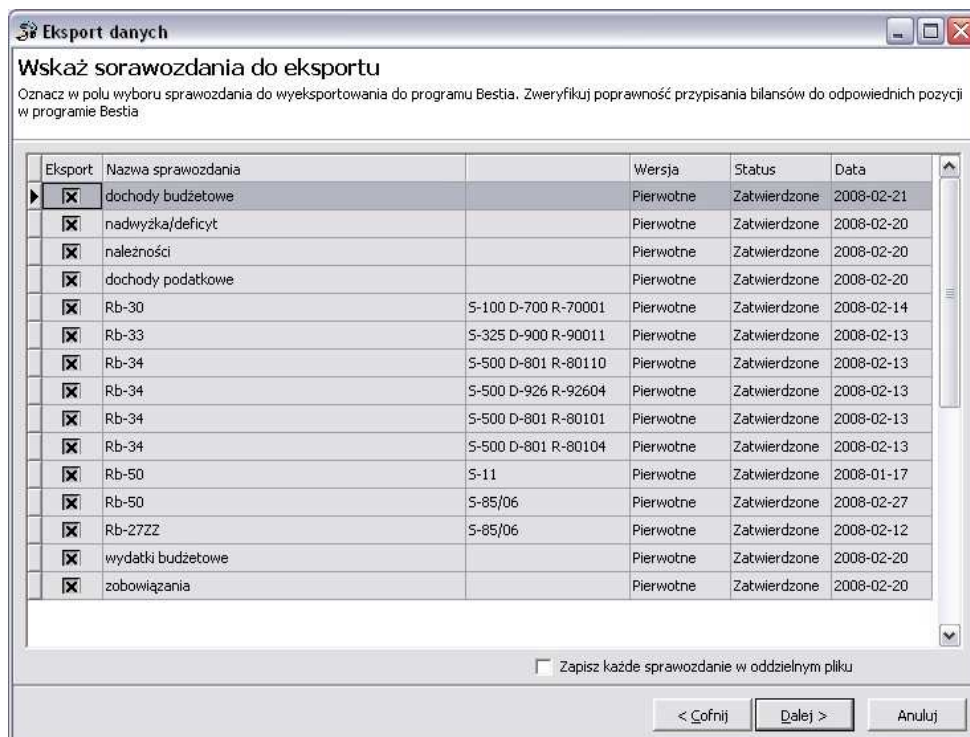 Eksport danych
Wskaż sorawozdania do eksportu
Oznacz w polu wyboru sprawozdania do wyeksportowania do programu Bestia. Zweryfikuj poprawność przypisania bilansów do odpowiednich pozycji
w programie Bestia
Eksport Nazwa sprawozdania Wersja Status Data
dochody budżetowe Pierwotne Zatwierdzone 2008-02-21
nadwyżka/deficyt Pierwotne Zatwierdzone 2008-02-20
należności Pierwotne Zatwierdzone 2008-02-20
dochody podatkowe Pierwotne Zatwierdzone 2008-02-20
Rb-30 S-100 D-700 R-70001 Pierwotne Zatwierdzone 2008-02-14
Rb-33 S-325 D-900 R-90011 Pierwotne Zatwierdzone 2008-02-13
Rb-34 S-500 D-801 R-80110 Pierwotne Zatwierdzone 2008-02-13
Rb-34 S-500 D-926 R-92604 Pierwotne Zatwierdzone 2008-02-13
Rb-34 S-500 D-801 R-80101 Pierwotne Zatwierdzone 2008-02-13
Rb-34 S-500 D-801 R-80104 Pierwotne Zatwierdzone 2008-02-13
Rb-50 S-11 Pierwotne Zatwierdzone 2008-01-17
Rb-50 S-85/06 Pierwotne Zatwierdzone 2008-02-27
Rb-27ZZ S-85/06 Pierwotne Zatwierdzone 2008-02-12
wydatki budżetowe Pierwotne Zatwierdzone 2008-02-20
zobowiązania Pierwotne Zatwierdzone 2008-02-20
Zapisz każde sprawozdanie w oddzielnym pliku
< Cofnij Dalej > Anuluj